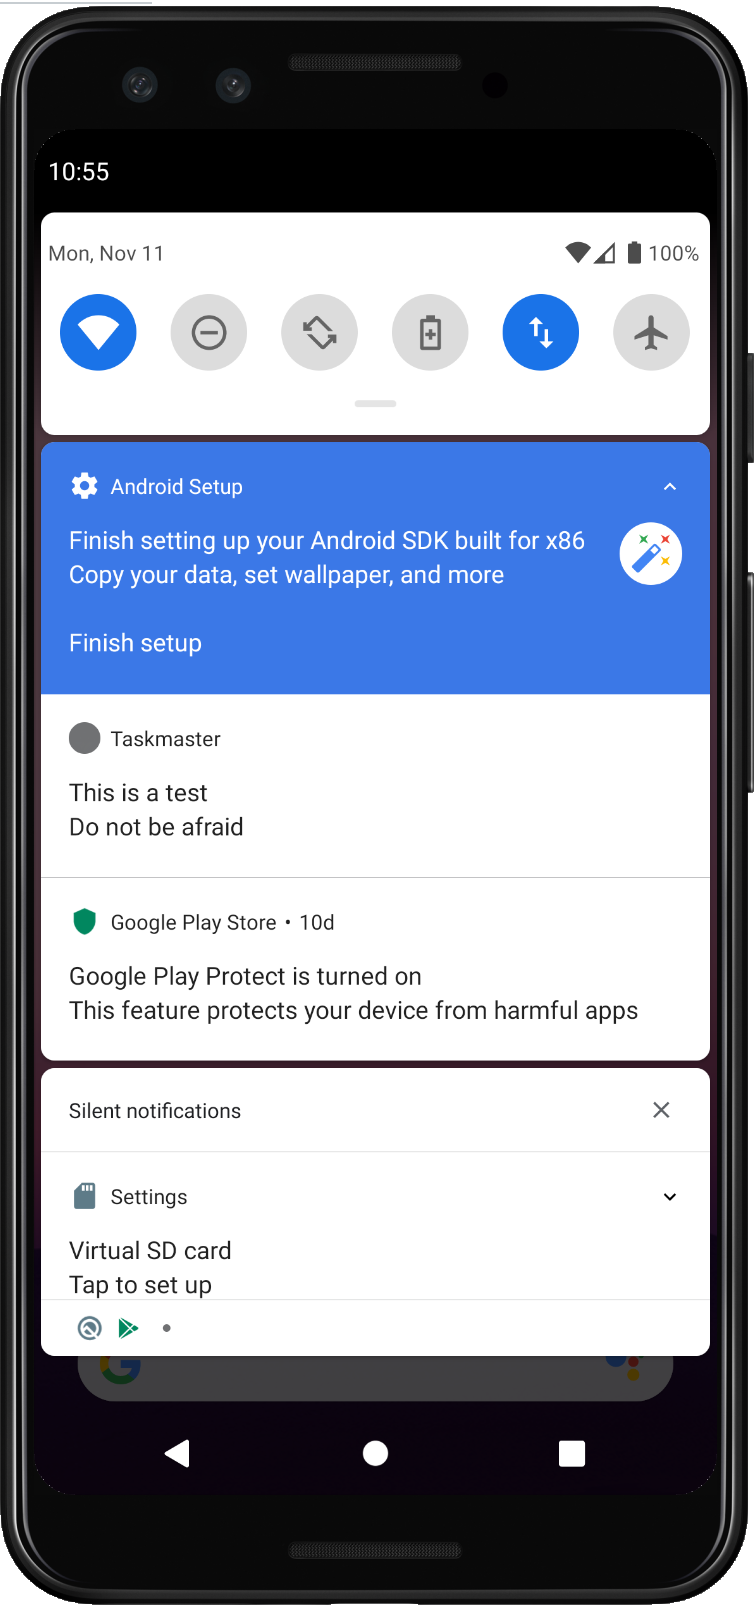 10:55
Mon, Nov 11
100%
Android Setup
Finish setting up your Android SDK built for x86
Copy your data, set wallpaper, and more
Finish setup
Taskmaster
This is a test
Do not be afraid
Google Play Store • 10d
Google Play Protect is turned on
This feature protects your device from harmful apps
Silent notifications
Settings
Virtual SD card
Tap to set up